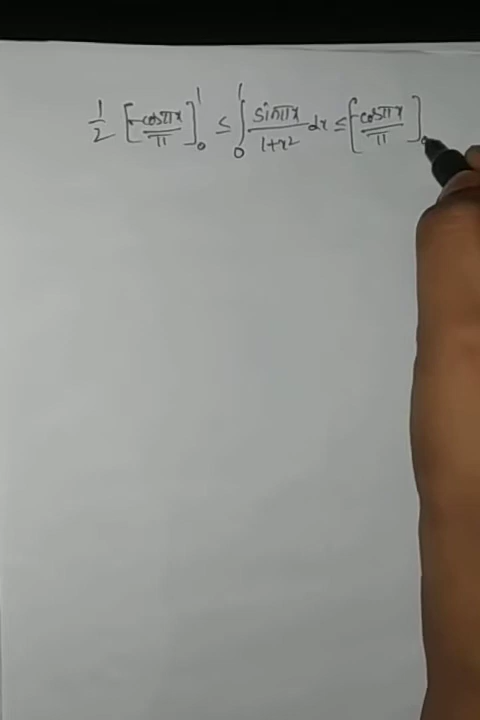 1/2 [-cosπx/π]₀¹ ≤ ∫₀¹ sinπx/(1+x²) dx ≤ [-cosπx/π]₀